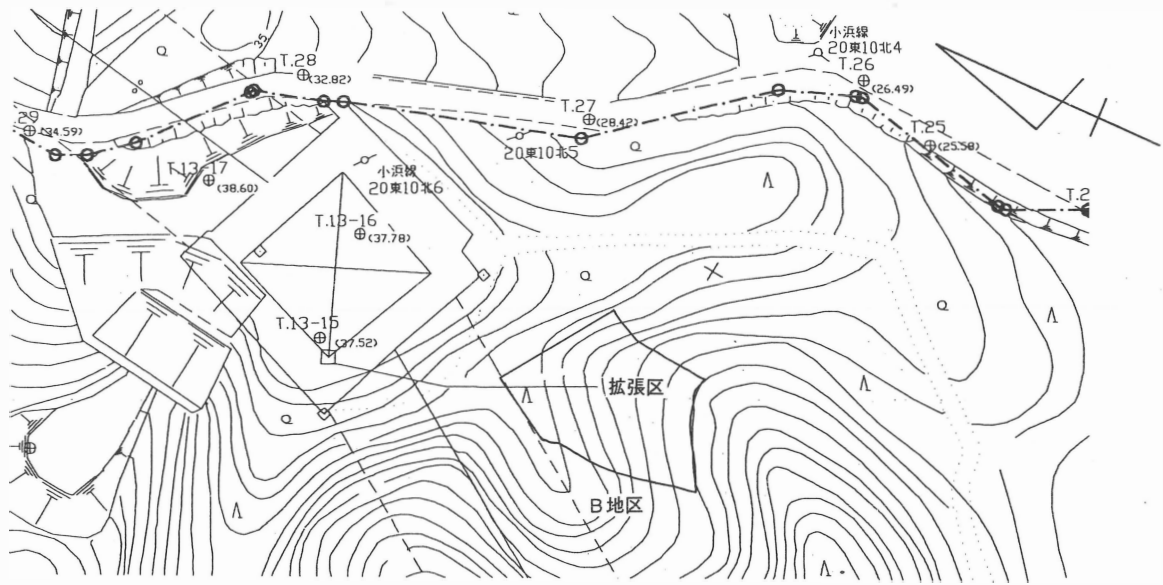 小浜線
20東10北4
35
T.28
(32.82)
T.26
(26.49)
T.27
(28.42)
29
(34.59)
T.25
(25.58)
20東10北5
T.13-17
(38.60)
小浜線
20東10北6
T.2
T.13-16
(37.78)
T.13-15
(37.52)
拡張区
B地区